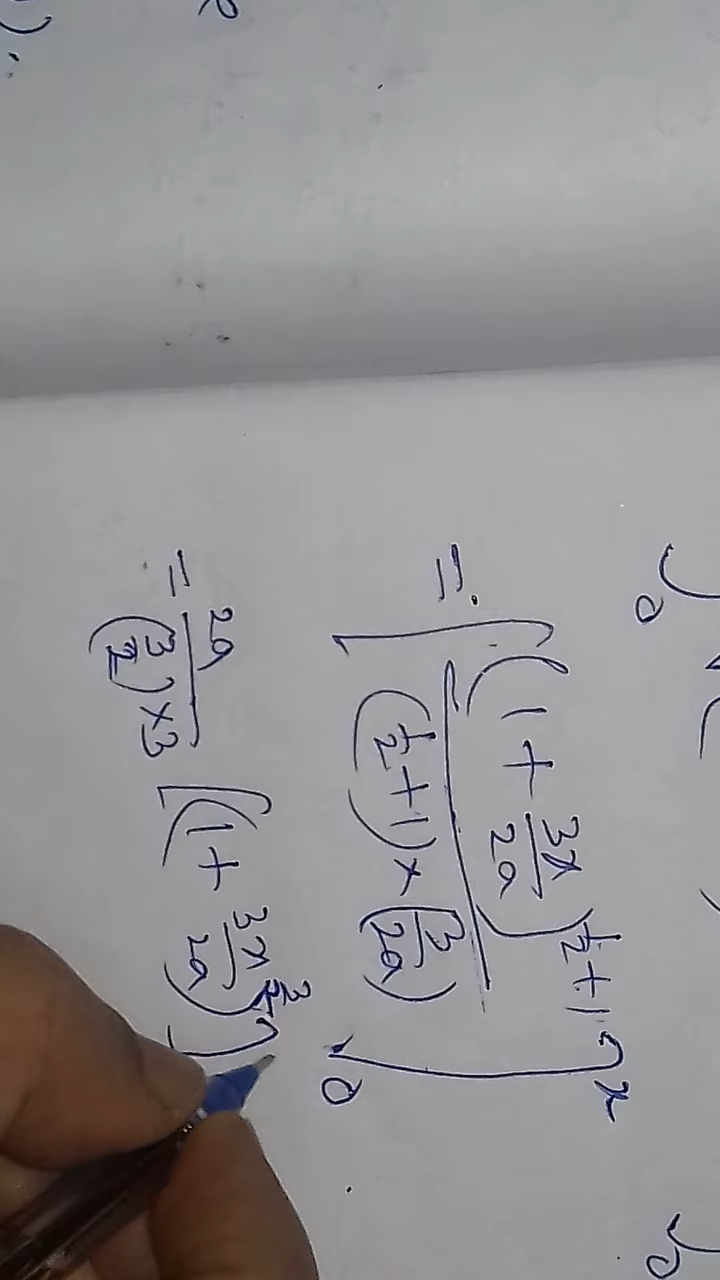 ∫₀ √(
= [ (1 + 3x/2a)^(1/2 + 1) / ((1/2 + 1) × (3/2a)) ]₀^x
= 2a / ((3/2) × 3) [ (1 + 3x/2a)^(3/2) ]